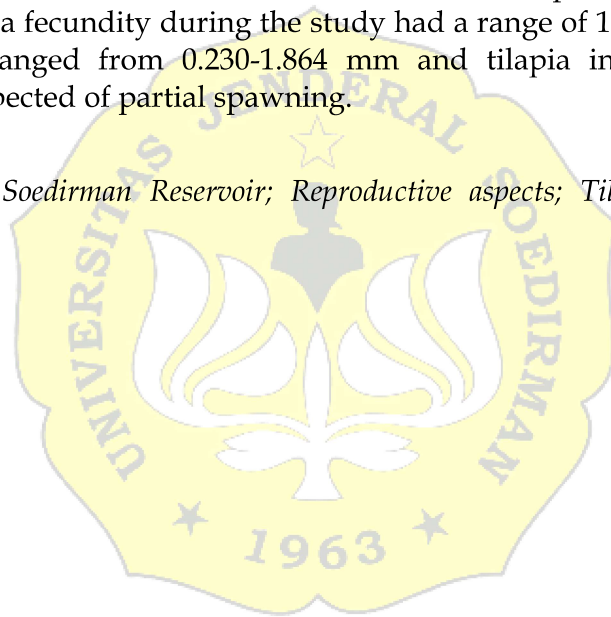 a fecundity during the study had a range of 1
anged from 0.230-1.864 mm and tilapia in
pected of partial spawning.
Soedirman Reservoir; Reproductive aspects; Til
UNIVERSITAS JENDERAL SOEDIRMAN
1963